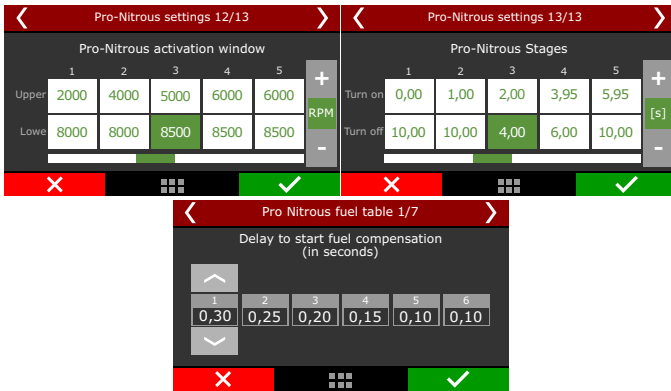 Pro-Nitrous settings 12/13
Pro-Nitrous activation window
1 2 3 4 5
+
Upper 2000 4000 5000 6000 6000
RPM
Lowe 8000 8000 8500 8500 8500
-
Pro-Nitrous settings 13/13
Pro-Nitrous Stages
1 2 3 4 5
+
Turn on 0,00 1,00 2,00 3,95 5,95
[s]
Turn off 10,00 10,00 4,00 6,00 10,00
-
Pro Nitrous fuel table 1/7
Delay to start fuel compensation
(in seconds)
1 2 3 4 5 6
0,30 0,25 0,20 0,15 0,10 0,10